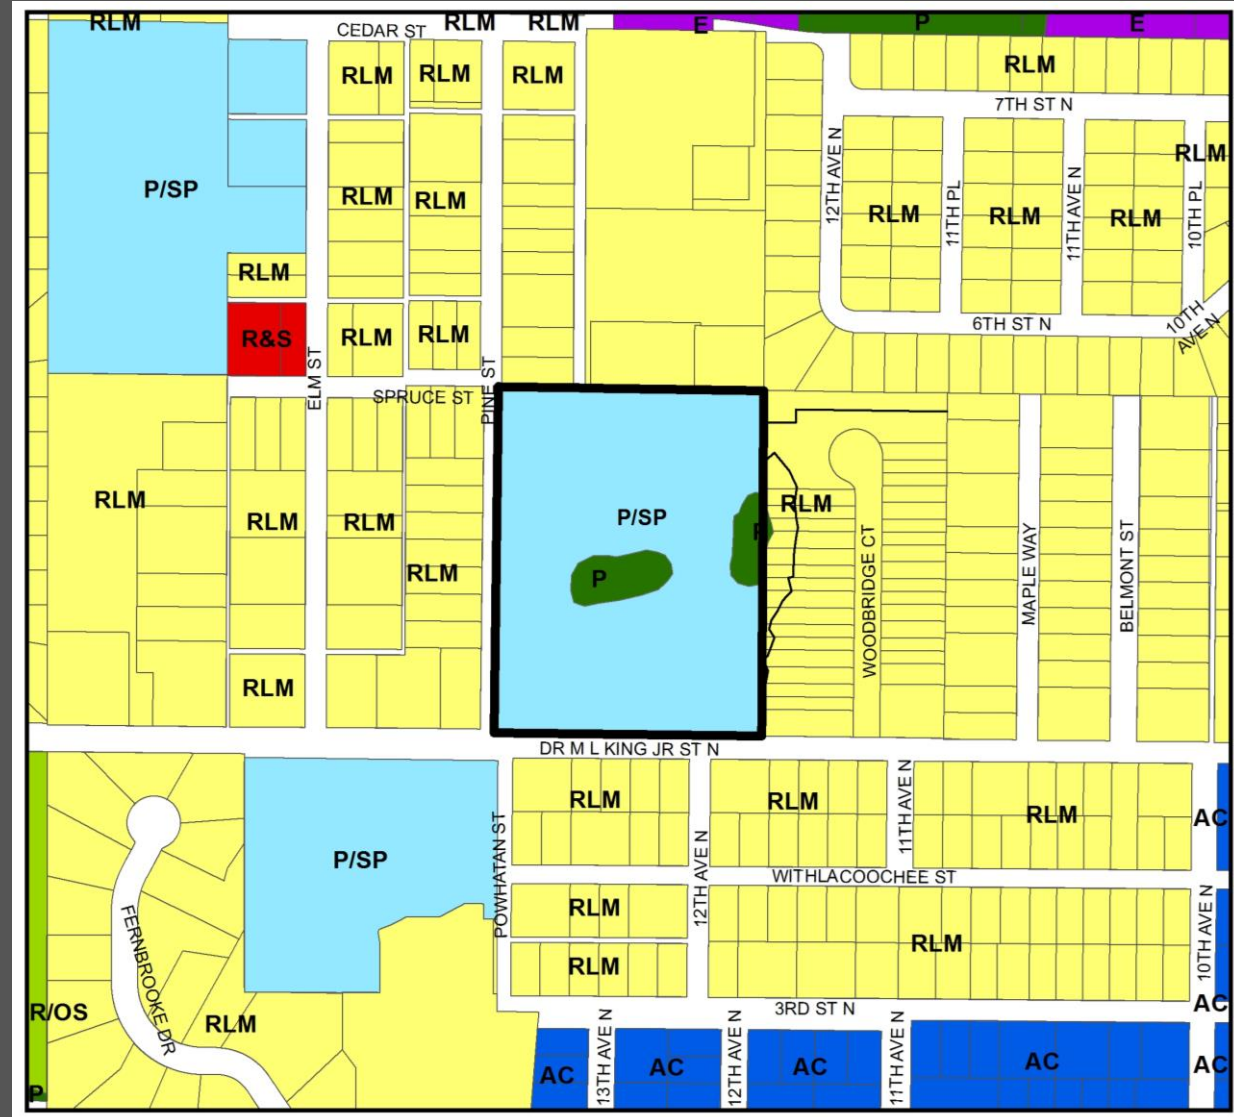 RLM
CEDAR ST
RLM
RLM
E
P
E
RLM
RLM
RLM
RLM
7TH ST N
P/SP
RLM
RLM
12TH AVE N
RLM
11TH PL
RLM
11TH AVE N
RLM
RLM
10TH PL
RLM
R&S
RLM
RLM
6TH ST N
10TH
AVE N
ELM ST
SPRUCE ST
PINE ST
RLM
RLM
RLM
RLM
P/SP
P
P
RLM
WOODBRIDGE CT
MAPLE WAY
BELMONT ST
RLM
DR M L KING JR ST N
P/SP
POWHATAN ST
RLM
12TH AVE N
RLM
11TH AVE N
RLM
AC
WITHLACOOCHEE ST
RLM
RLM
RLM
10TH AVE N
FERNBROOKE DR
R/OS
RLM
P
3RD ST N
AC
AC
13TH AVE N
AC
12TH AVE N
AC
11TH AVE N
AC
AC